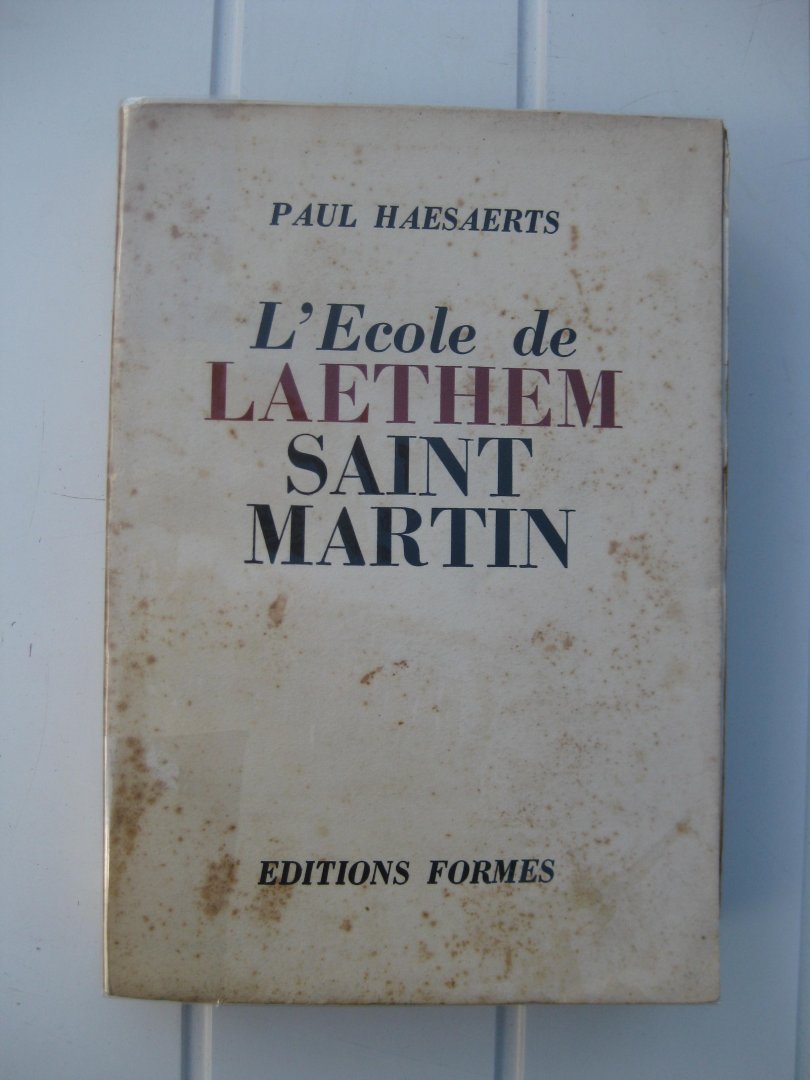 PAUL HAESAERTS
L'Ecole de
LAETHEM
SAINT
MARTIN
EDITIONS FORMES